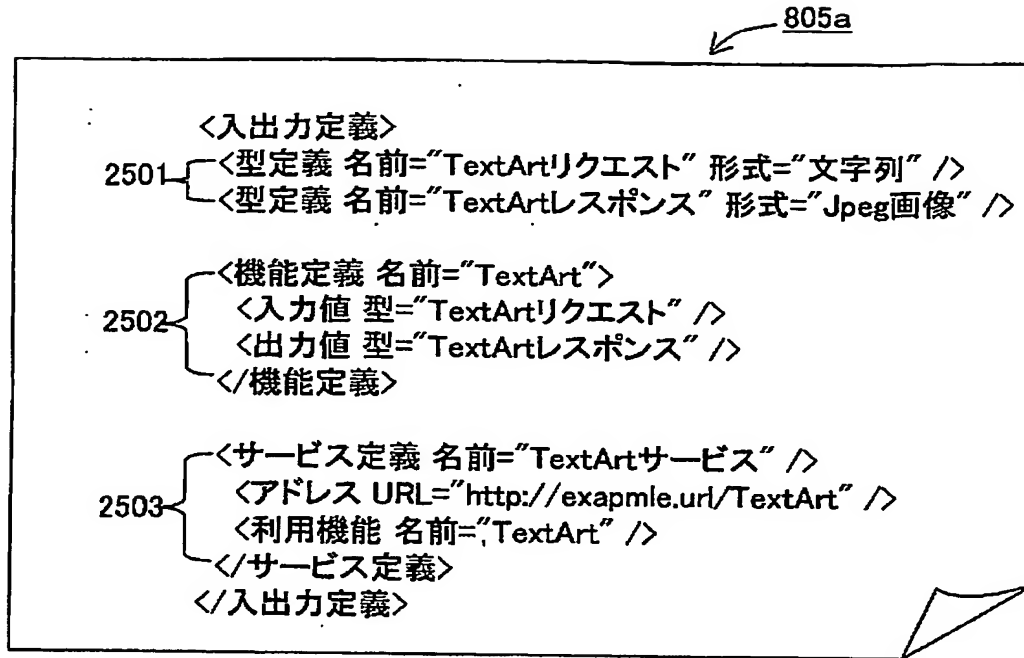 805a
<入出力定義>
2501 <型定義 名前="TextArtリクエスト" 形式="文字列" />
<型定義 名前="TextArtレスポンス" 形式="Jpeg画像" />
<機能定義 名前="TextArt">
2502 <入力値 型="TextArtリクエスト" />
<出力値 型="TextArtレスポンス" />
</機能定義>
<サービス定義 名前="TextArtサービス" />
2503 <アドレス URL="http://exapmle.url/TextArt" />
<利用機能 名前="TextArt" />
</サービス定義>
</入出力定義>